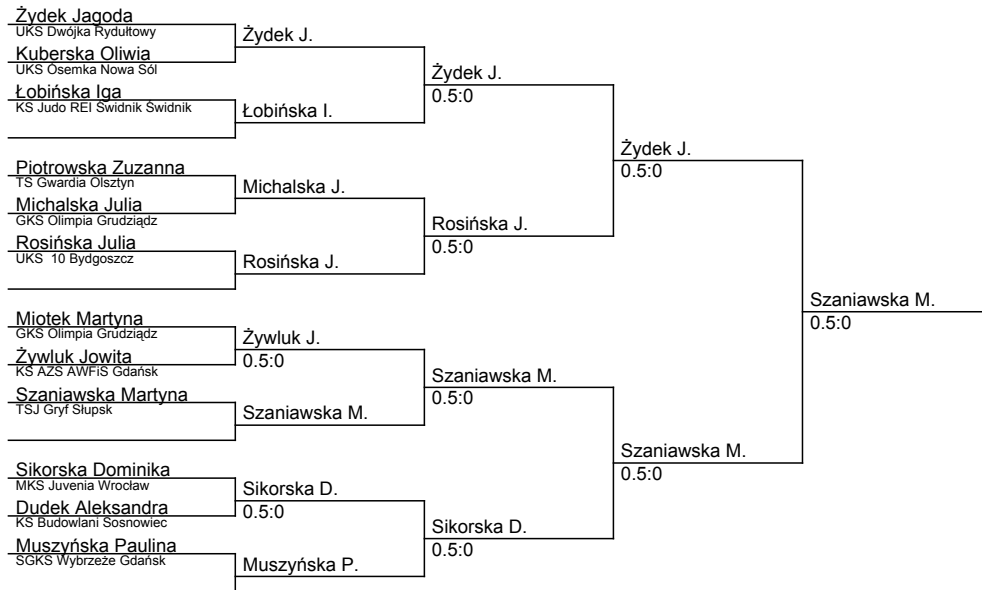 Żydek Jagoda
UKS Dwójka Rydułtowy
Żydek J.
Kuberska Oliwia
UKS Ósemka Nowa Sól
Żydek J.
0.5:0
Łobińska Iga
KS Judo REI Świdnik Świdnik
Łobińska I.
Żydek J.
0.5:0
Piotrowska Zuzanna
TS Gwardia Olsztyn
Michalska J.
Michalska Julia
GKS Olimpia Grudziądz
Rosińska J.
0.5:0
Rosińska Julia
UKS  10 Bydgoszcz
Rosińska J.
Szaniawska M.
0.5:0
Miotek Martyna
GKS Olimpia Grudziądz
Żywluk J.
0.5:0
Żywluk Jowita
KS AZS AWFiS Gdańsk
Szaniawska M.
0.5:0
Szaniawska Martyna
TSJ Gryf Słupsk
Szaniawska M.
Szaniawska M.
0.5:0
Sikorska Dominika
MKS Juvenia Wrocław
Sikorska D.
0.5:0
Dudek Aleksandra
KS Budowlani Sosnowiec
Sikorska D.
0.5:0
Muszyńska Paulina
SGKS Wybrzeże Gdańsk
Muszyńska P.